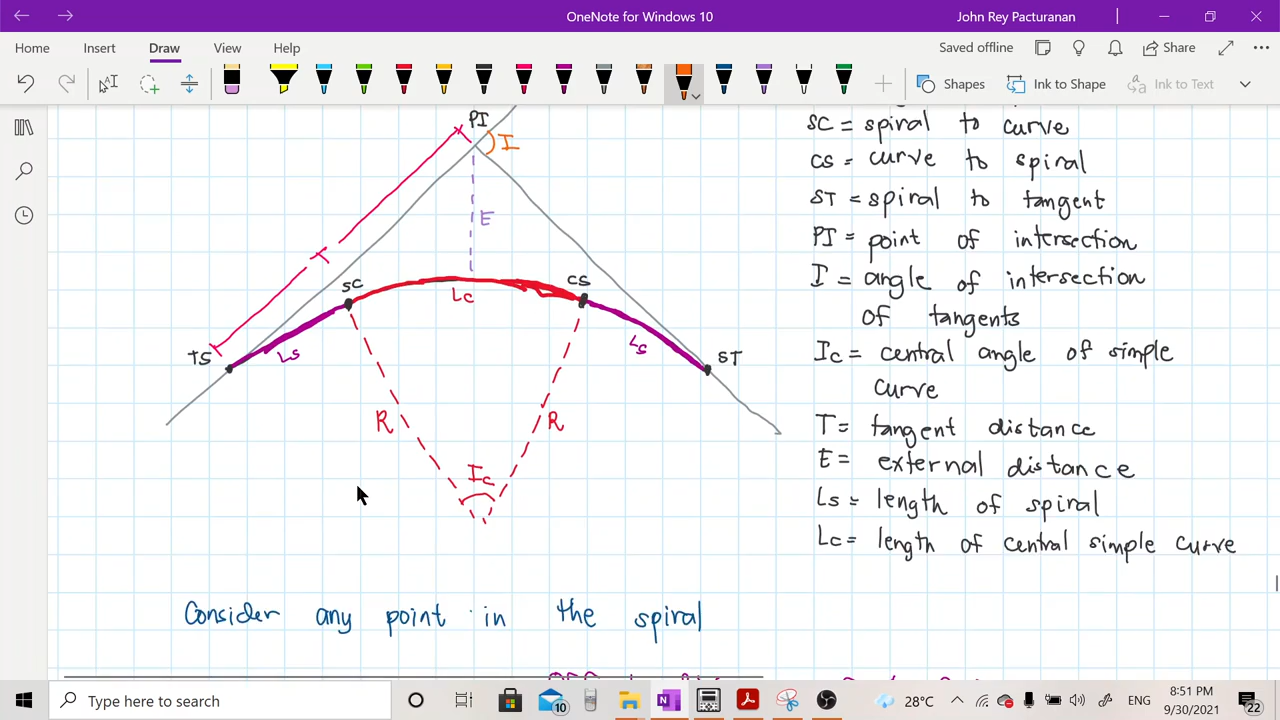 OneNote for Windows 10
John Rey Pacturanan
Home
Insert
Draw
View
Help
Saved offline
Share
Shapes
Ink to Shape
Ink to Text
PI
I
T
E
SC
CS
Lc
TS
Ls
Ls
ST
R
R
Ic
SC = spiral to curve
CS = curve to spiral
ST = spiral to tangent
PI = point of intersection
I = angle of intersection
of tangents
Ic = central angle of simple
curve
T = tangent distance
E = external distance
Ls = length of spiral
Lc = length of central simple curve
Consider any point in the spiral
Type here to search
10
28°C
ENG
8:51 PM
9/30/2021
22